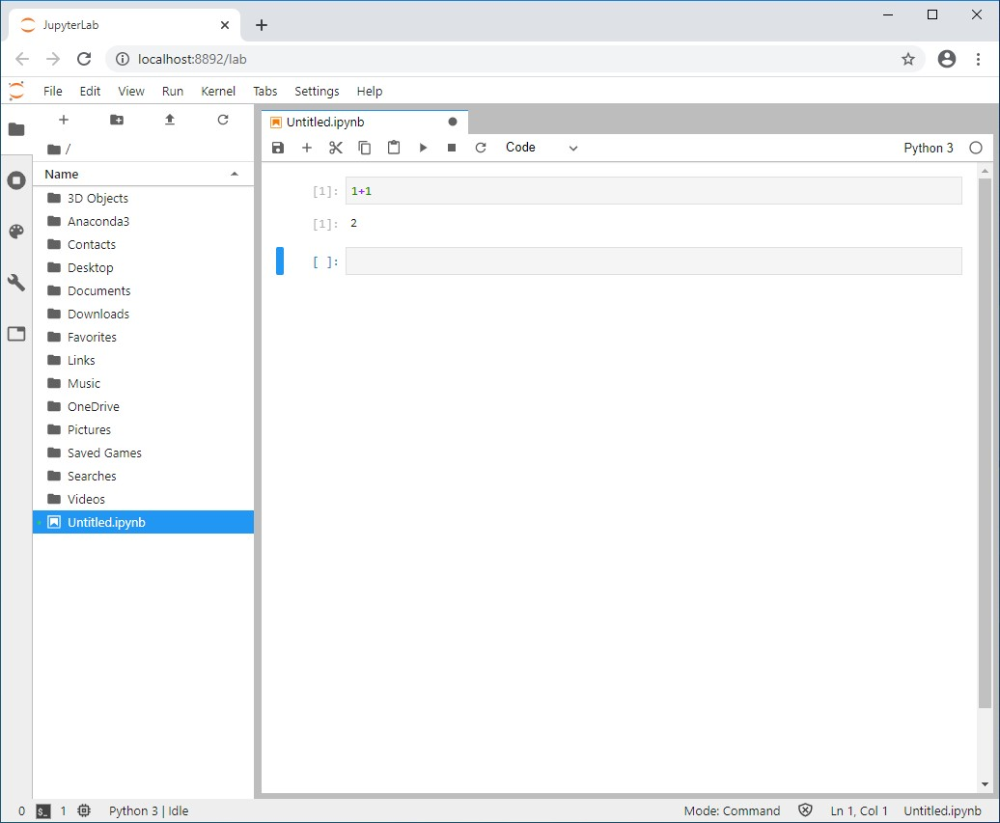 JupyterLab
localhost:8892/lab
File Edit View Run Kernel Tabs Settings Help
Untitled.ipynb
/
Code Python 3
Name
[1]: 1+1
[1]: 2
[ ]:
3D Objects
Anaconda3
Contacts
Desktop
Documents
Downloads
Favorites
Links
Music
OneDrive
Pictures
Saved Games
Searches
Videos
Untitled.ipynb
0 $_ 1 Python 3 | Idle Mode: Command Ln 1, Col 1 Untitled.ipynb